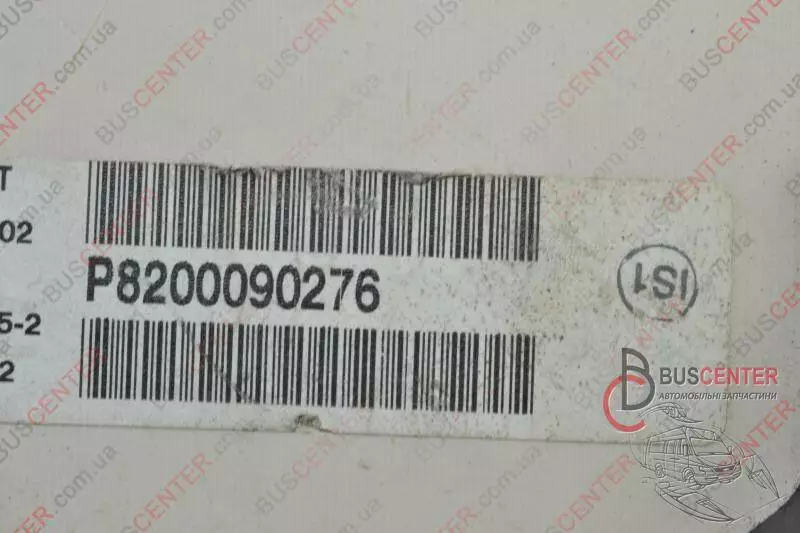 T
02
P8200090276
5-2
2
IS1
BUSCENTER
АВТОМОБІЛЬНІ ЗАПЧАСТИНИ
BUSCENTER.com.ua